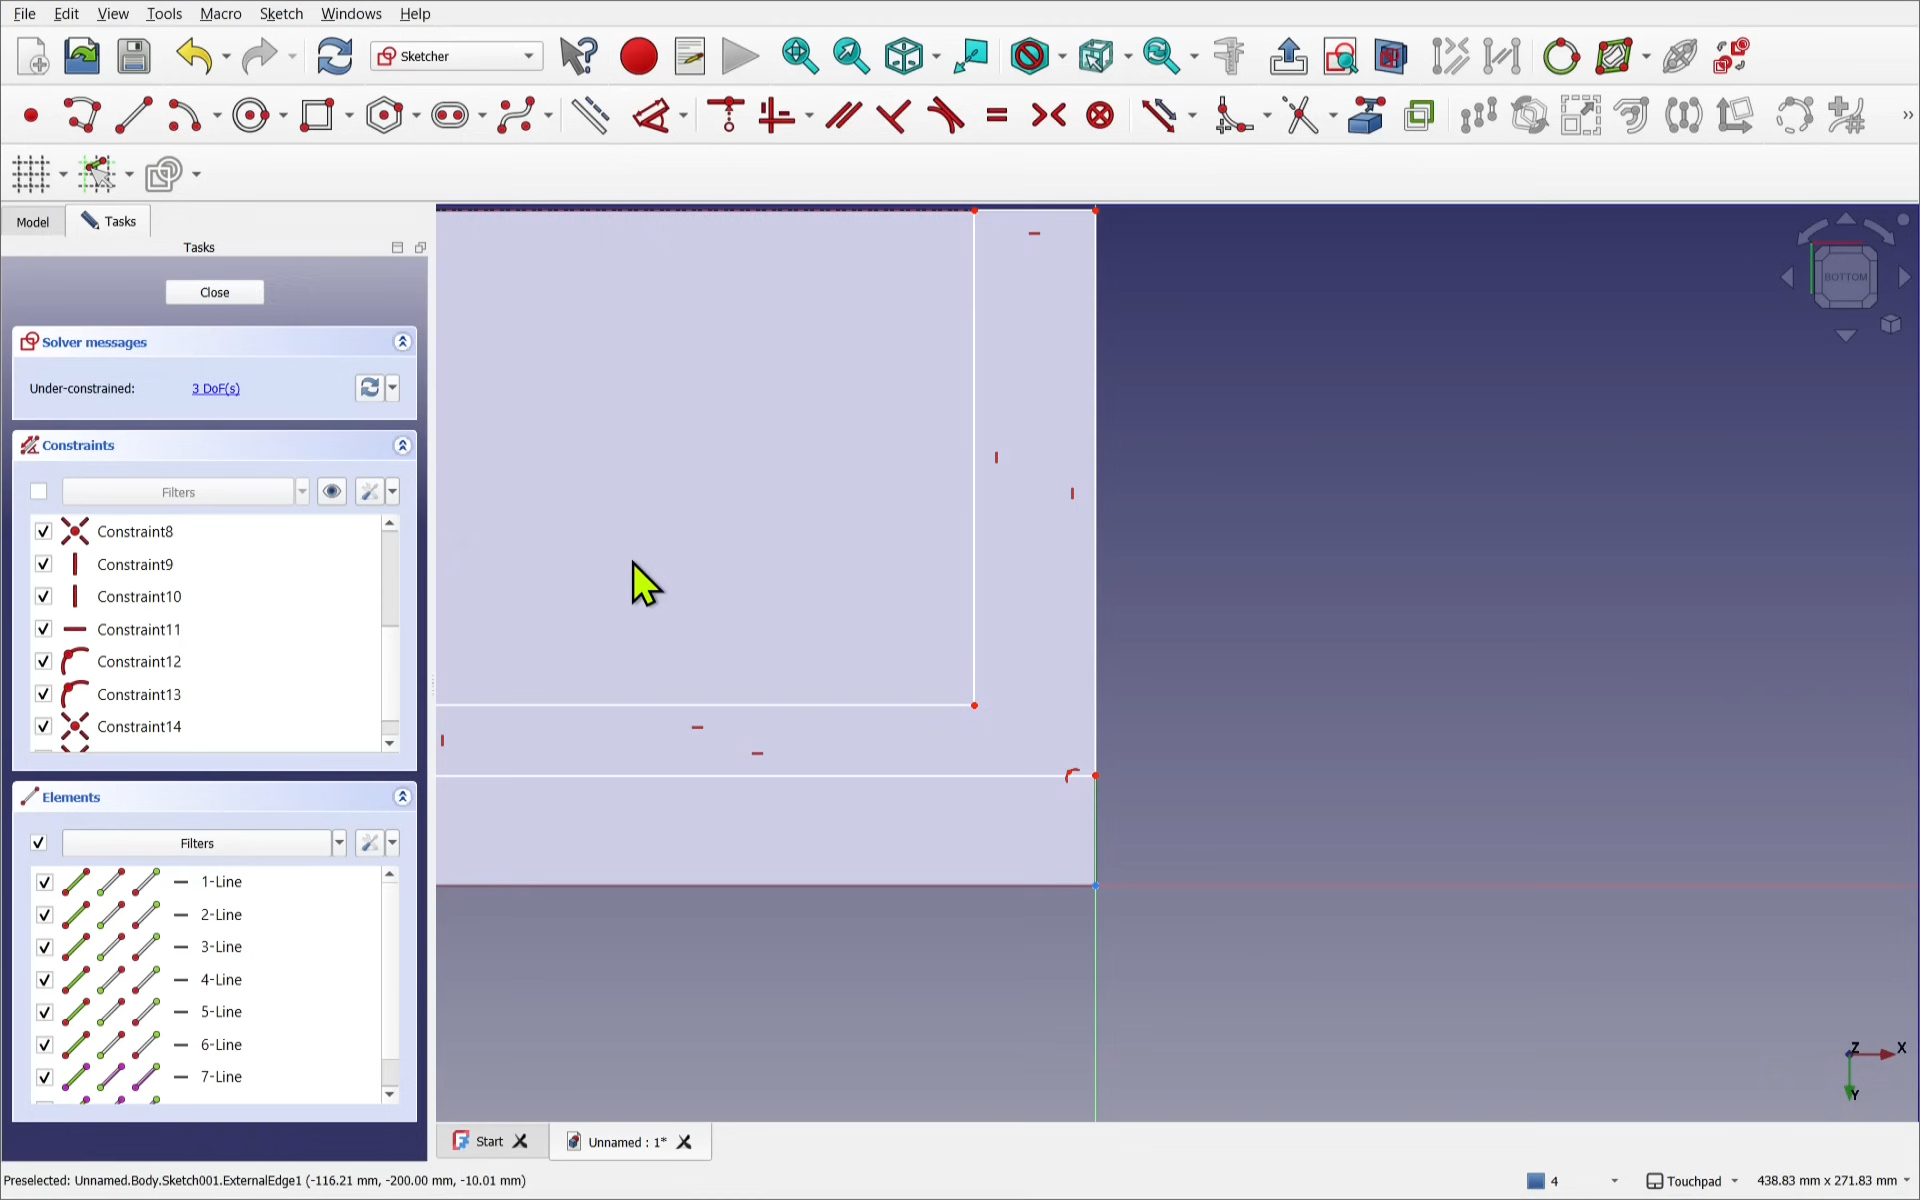 File Edit View Tools Macro Sketch Windows Help
Sketcher
Model Tasks
Tasks
Close
Solver messages
Under-constrained: 3 DoF(s)
Constraints
Filters
Constraint8
Constraint9
Constraint10
Constraint11
Constraint12
Constraint13
Constraint14
Elements
Filters
1-Line
2-Line
3-Line
4-Line
5-Line
6-Line
7-Line
BOTTOM
Z X
Y
Start Unnamed : 1*
Preselected: Unnamed.Body.Sketch001.ExternalEdge1 (-116.21 mm, -200.00 mm, -10.01 mm) 4 Touchpad 438.83 mm x 271.83 mm